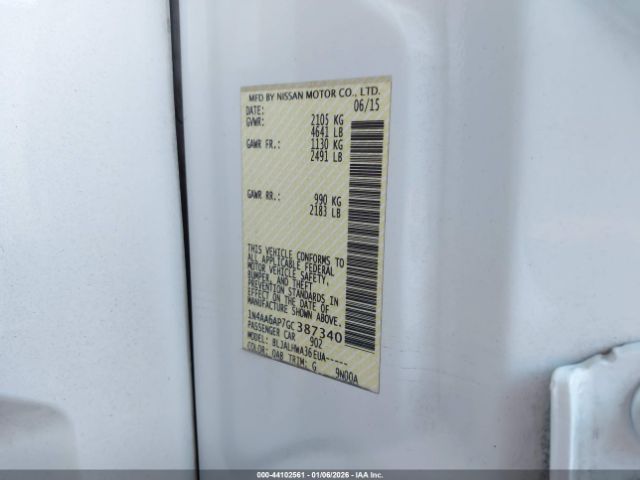 MFD BY NISSAN MOTOR CO., LTD.
DATE: 06/15
GVWR: 2105 KG
4641 LB
GAWR FR.: 1130 KG
2491 LB
GAWR RR.: 990 KG
2183 LB
THIS VEHICLE CONFORMS TO
ALL APPLICABLE FEDERAL
MOTOR VEHICLE SAFETY,
BUMPER, AND THEFT
PREVENTION STANDARDS IN
EFFECT ON THE DATE OF
MANUFACTURE SHOWN ABOVE.
1N4AA6AP7GC387340
PASSENGER CAR 902
MODEL: BLJALHWA36EUA-----
COLOR: QAB TRIM: G 9N00A
000-44102561 | 01/06/2026 | IAA Inc.